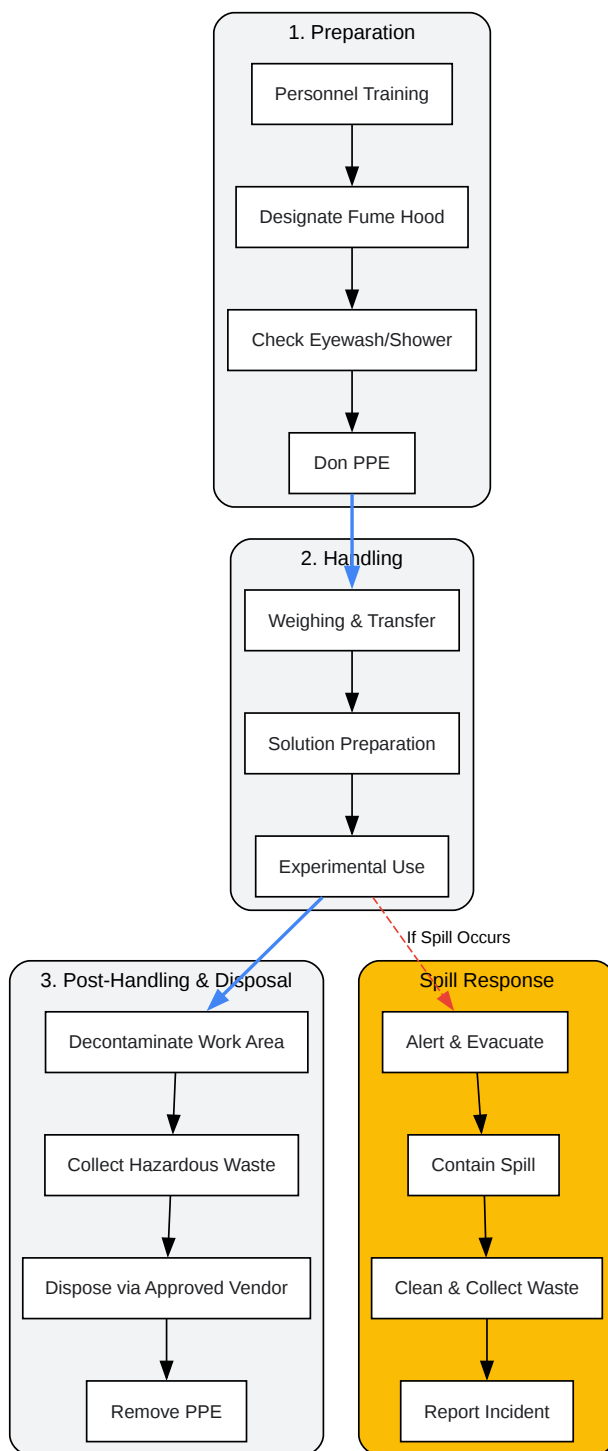 1. Preparation
Personnel Training
Designate Fume Hood
Check Eyewash/Shower
Don PPE
2. Handling
Weighing & Transfer
Solution Preparation
Experimental Use
If Spill Occurs
3. Post-Handling & Disposal
Decontaminate Work Area
Collect Hazardous Waste
Dispose via Approved Vendor
Remove PPE
Spill Response
Alert & Evacuate
Contain Spill
Clean & Collect Waste
Report Incident